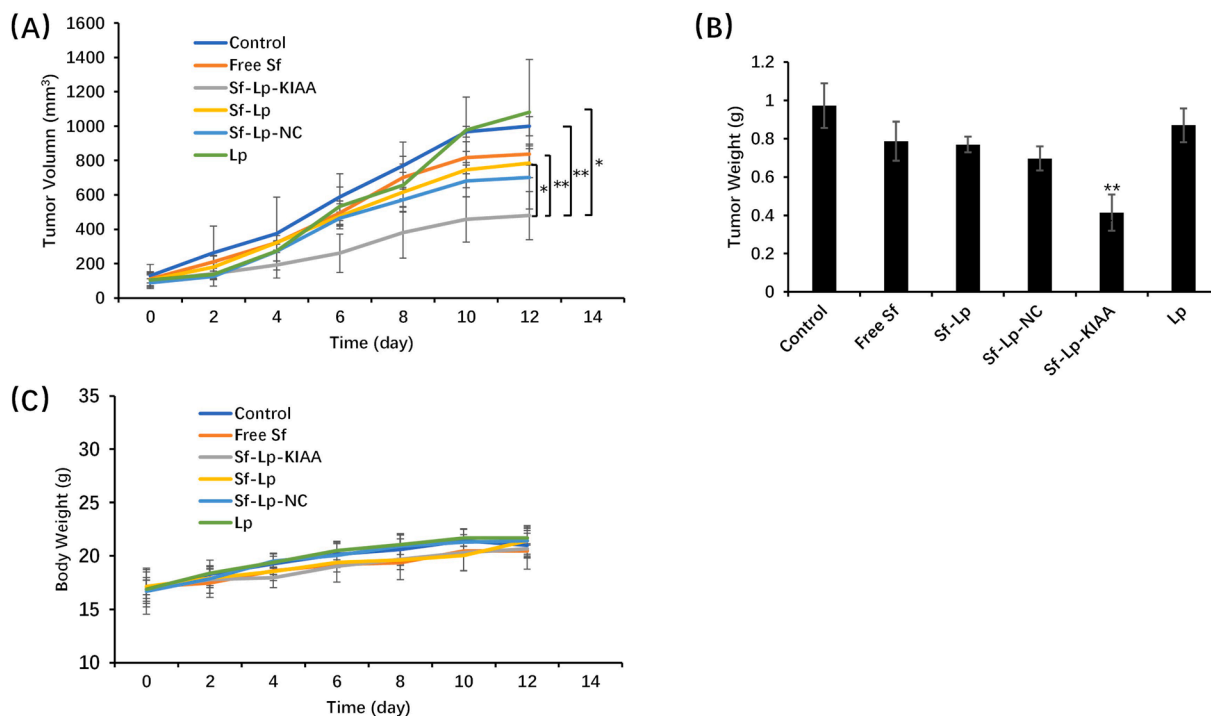 (A)
Tumor Volumn (mm³)
1600
1400
1200
1000
800
600
400
200
0
Control
Free Sf
Sf-Lp-KIAA
Sf-Lp
Sf-Lp-NC
Lp
*
**
**
*
0 2 4 6 8 10 12 14
Time (day)
(B)
Tumor Weight (g)
1.2
1
0.8
0.6
0.4
0.2
0
**
Control
Free Sf
Sf-Lp
Sf-Lp-NC
Sf-Lp-KIAA
Lp
(C)
Body Weight (g)
35
30
25
20
15
10
Control
Free Sf
Sf-Lp-KIAA
Sf-Lp
Sf-Lp-NC
Lp
0 2 4 6 8 10 12 14
Time (day)